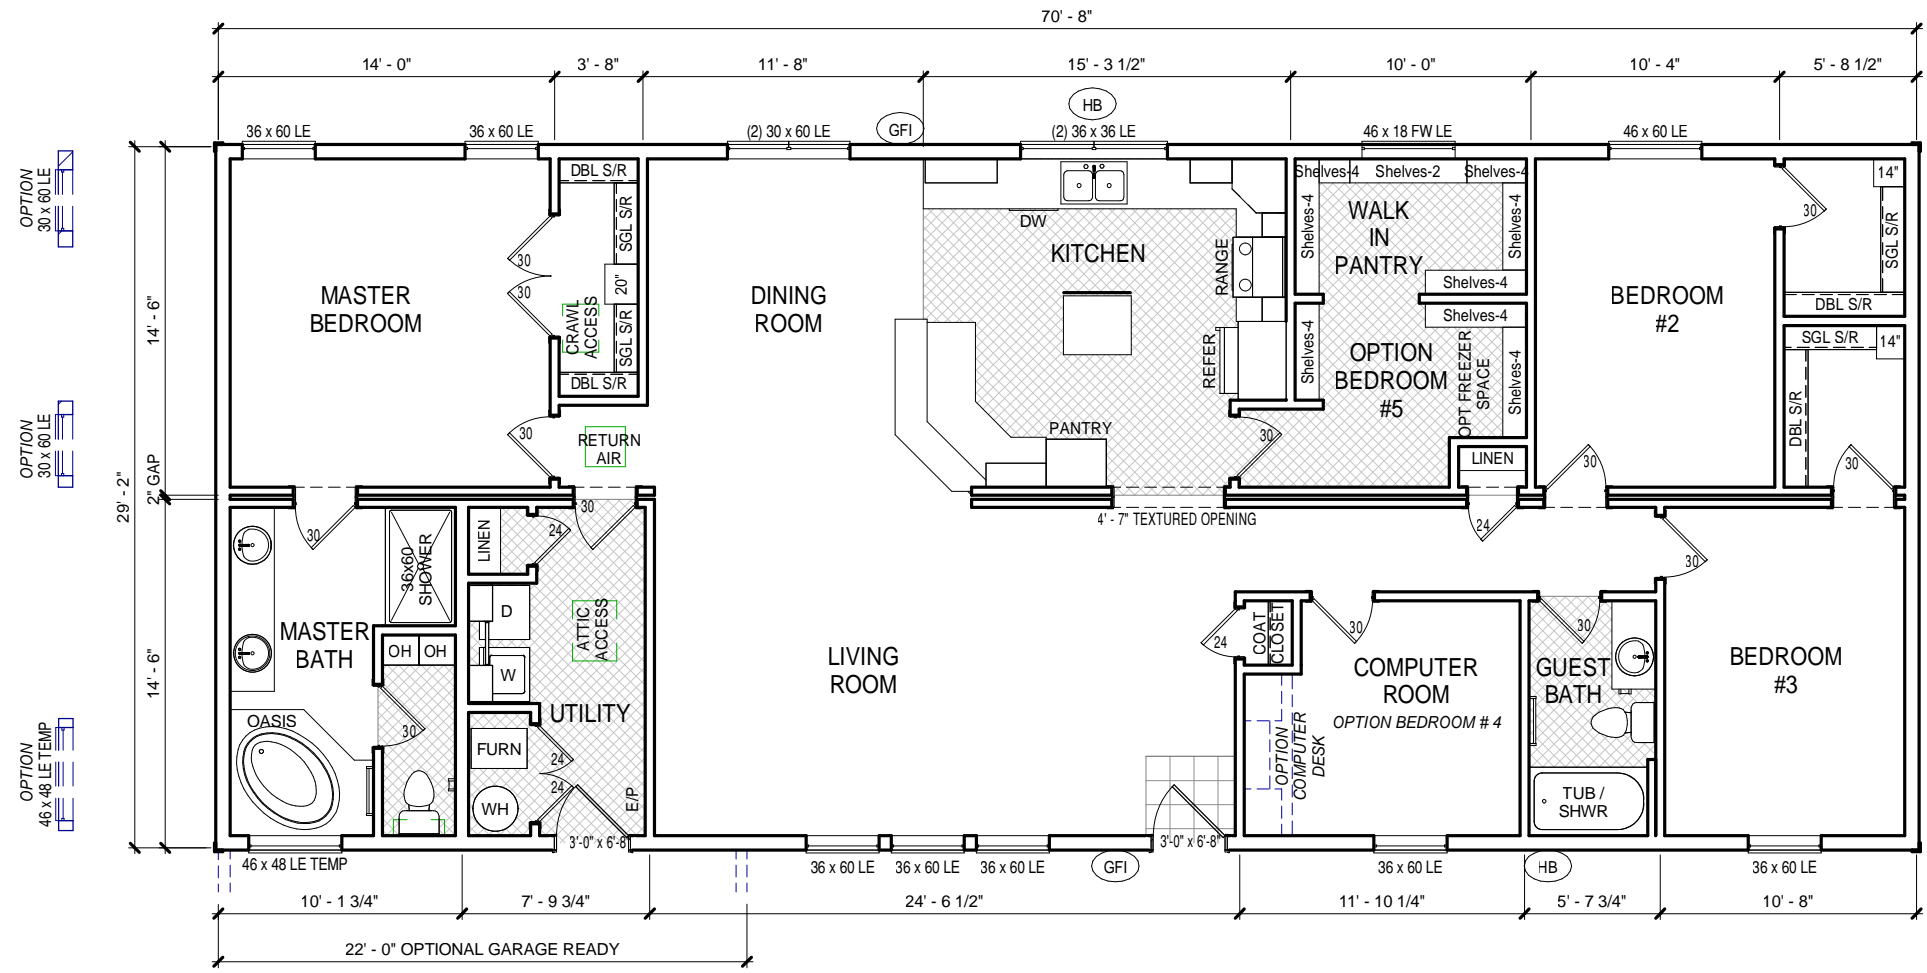 70' - 8"
14' - 0"
3' - 8"
11' - 8"
15' - 3 1/2"
10' - 0"
10' - 4"
5' - 8 1/2"
HB
GFI
36 x 60 LE
36 x 60 LE
(2) 30 x 60 LE
(2) 36 x 36 LE
46 x 18 FW LE
46 x 60 LE
OPTION
30 x 60 LE
OPTION
30 x 60 LE
OPTION
46 x 48 LE TEMP
29' - 2"
14' - 6"
2" GAP
14' - 6"
MASTER
BEDROOM
30
30
30
DBL S/R
SGL S/R
20"
SGL S/R
DBL S/R
CRAWL
ACCESS
RETURN
AIR
DINING
ROOM
DW
KITCHEN
RANGE
REFER
PANTRY
30
4' - 7" TEXTURED OPENING
Shelves-4
Shelves-2
Shelves-4
Shelves-4
Shelves-4
WALK
IN
PANTRY
Shelves-4
Shelves-4
Shelves-4
Shelves-4
OPTION
BEDROOM
#5
OPT FREEZER
SPACE
LINEN
24
BEDROOM
#2
30
30
14"
SGL S/R
DBL S/R
SGL S/R
14"
DBL S/R
30
30
36x60
SHOWER
MASTER
BATH
OH
OH
OASIS
30
LINEN
24
30
D
W
ATTIC
ACCESS
UTILITY
FURN
WH
24
24
E/P
3'-0" x 6'-8"
LIVING
ROOM
3'-0" x 6'-8"
24
COAT
CLOSET
30
COMPUTER
ROOM
OPTION BEDROOM # 4
OPTION
COMPUTER
DESK
30
GUEST
BATH
TUB /
SHWR
30
BEDROOM
#3
46 x 48 LE TEMP
36 x 60 LE
36 x 60 LE
36 x 60 LE
GFI
36 x 60 LE
HB
36 x 60 LE
10' - 1 3/4"
7' - 9 3/4"
24' - 6 1/2"
11' - 10 1/4"
5' - 7 3/4"
10' - 8"
22' - 0" OPTIONAL GARAGE READY